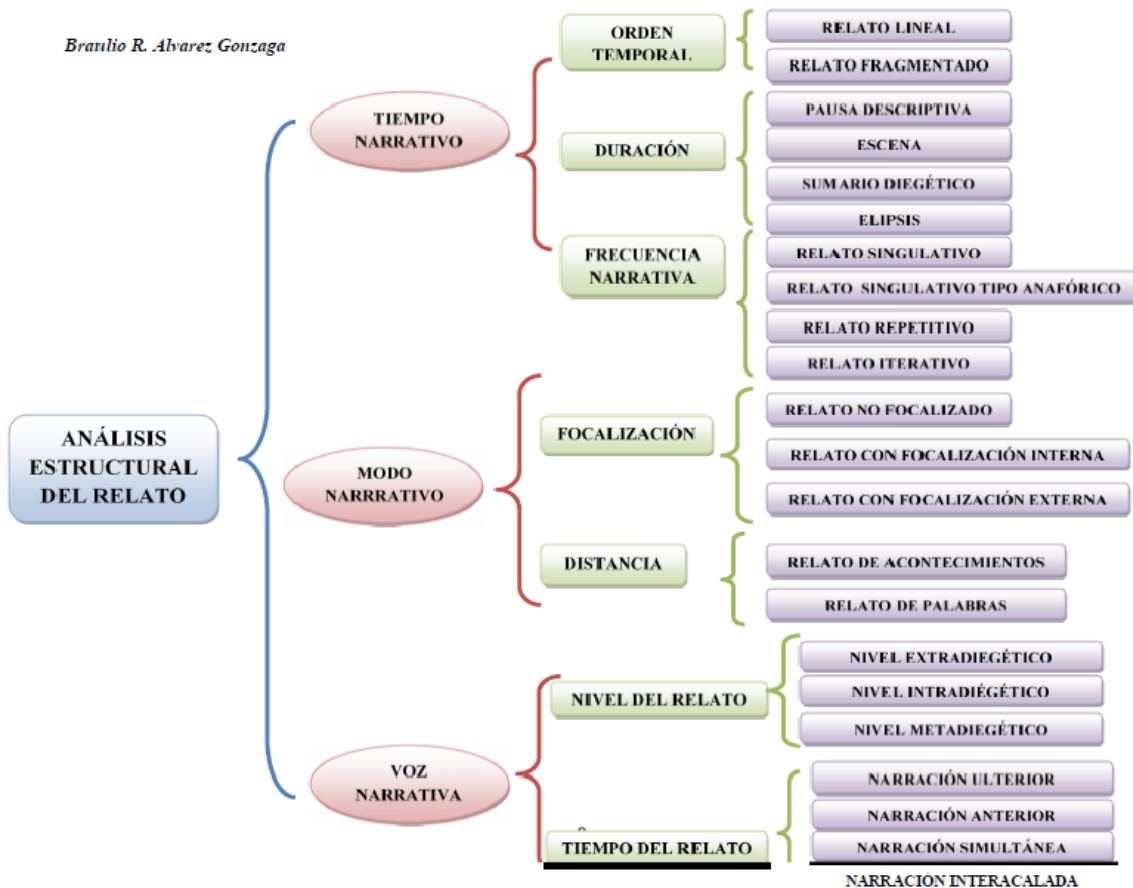 Braulio R. Alvarez Gonzaga
ANÁLISIS
ESTRUCTURAL
DEL RELATO
TIEMPO
NARRATIVO
ORDEN
TEMPORAL
RELATO LINEAL
RELATO FRAGMENTADO
DURACIÓN
PAUSA DESCRIPTIVA
ESCENA
SUMARIO DIEGÉTICO
ELIPSIS
FRECUENCIA
NARRATIVA
RELATO SINGULATIVO
RELATO SINGULATIVO TIPO ANAFÓRICO
RELATO REPETITIVO
RELATO ITERATIVO
MODO
NARRRATIVO
FOCALIZACIÓN
RELATO NO FOCALIZADO
RELATO CON FOCALIZACIÓN INTERNA
RELATO CON FOCALIZACIÓN EXTERNA
DISTANCIA
RELATO DE ACONTECIMIENTOS
RELATO DE PALABRAS
VOZ
NARRATIVA
NIVEL DEL RELATO
NIVEL EXTRADIEGÉTICO
NIVEL INTRADIÉGÉTICO
NIVEL METADIEGÉTICO
TIEMPO DEL RELATO
NARRACIÓN ULTERIOR
NARRACIÓN ANTERIOR
NARRACIÓN SIMULTÁNEA
NARRACIÓN INTERACALADA